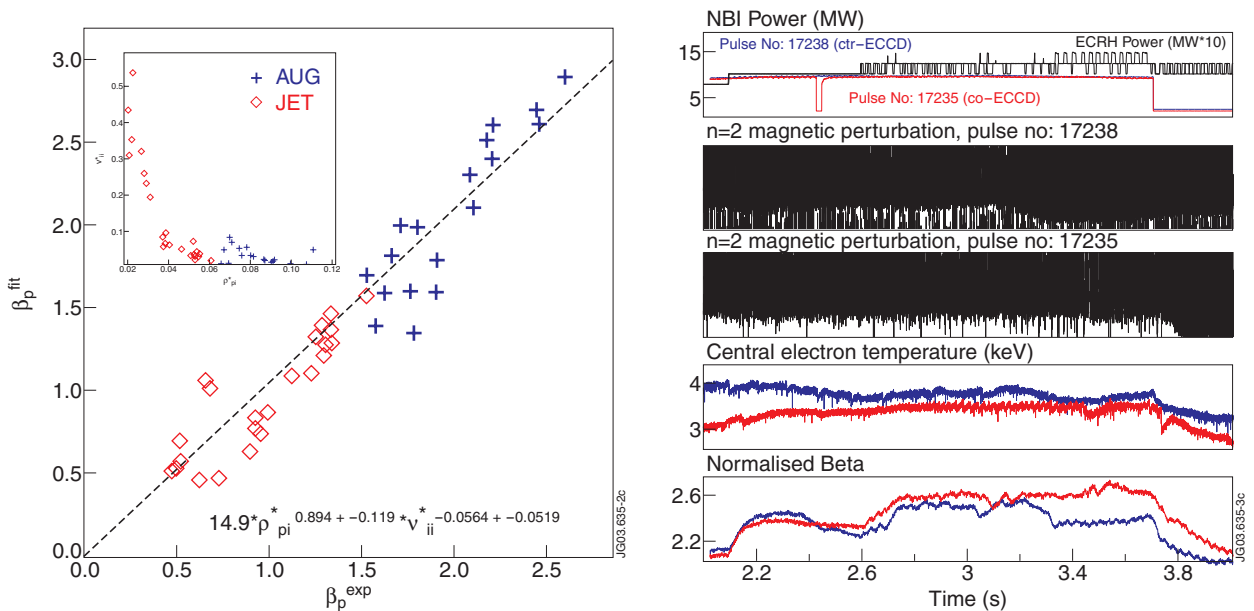 3.0
2.5
2.0
1.5
1.0
0.5
0.0
β_p^fit
0.5
0.4
0.3
0.2
0.1
ν*_ii
AUG
JET
0.02 0.04 0.06 0.08 0.10 0.12
ρ*_pi
14.9*ρ*_pi^0.894 + -0.119 *ν*_ii^-0.0564 + -0.0519
0.5 1.0 1.5 2.0 2.5
β_p^exp
JG03.635-2c
NBI Power (MW)
Pulse No: 17238 (ctr-ECCD)
ECRH Power (MW*10)
15
5
Pulse No: 17235 (co-ECCD)
n=2 magnetic perturbation, pulse no: 17238
n=2 magnetic perturbation, pulse no: 17235
Central electron temperature (keV)
4
3
Normalised Beta
2.6
2.2
2.2 2.6 3 3.4 3.8
Time (s)
JG03.635-3c